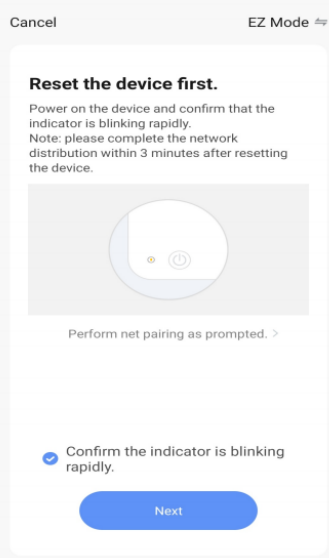 Cancel
EZ Mode
Reset the device first.
Power on the device and confirm that the
indicator is blinking rapidly.
Note: please complete the network
distribution within 3 minutes after resetting
the device.
Perform net pairing as prompted. >
Confirm the indicator is blinking
rapidly.
Next